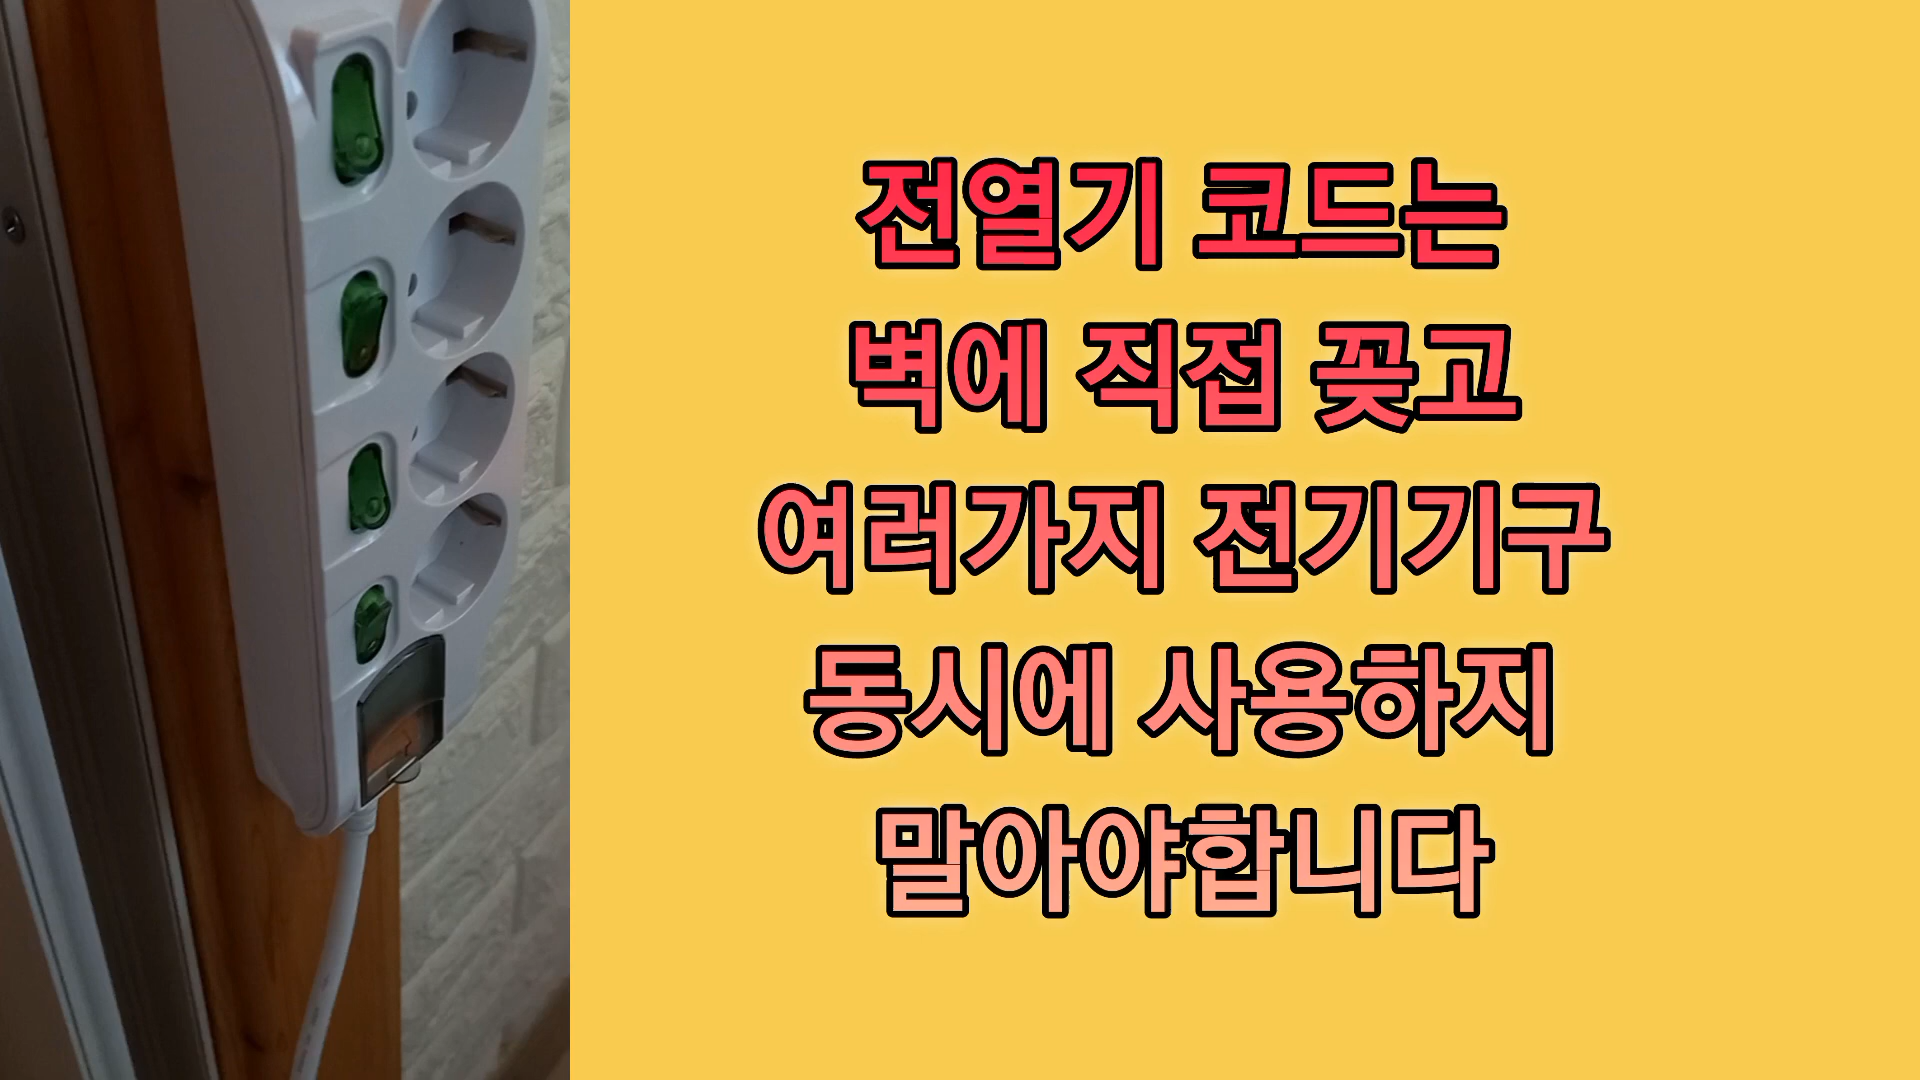 전열기 코드는
벽에 직접 꽂고
여러가지 전기기구
동시에 사용하지
말아야합니다